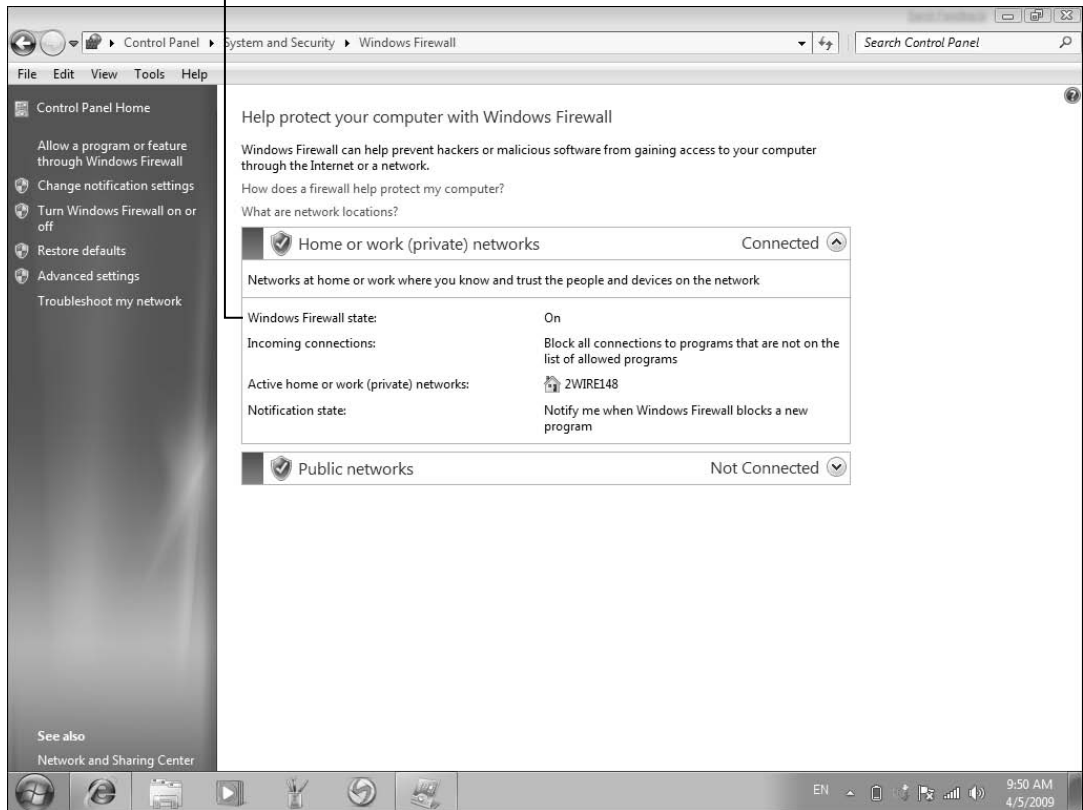 Control Panel
System and Security
Windows Firewall
Search Control Panel
File Edit View Tools Help
Control Panel Home
Allow a program or feature
through Windows Firewall
Change notification settings
Turn Windows Firewall on or
off
Restore defaults
Advanced settings
Troubleshoot my network
See also
Network and Sharing Center
Help protect your computer with Windows Firewall
Windows Firewall can help prevent hackers or malicious software from gaining access to your computer
through the Internet or a network.
How does a firewall help protect my computer?
What are network locations?
Home or work (private) networks Connected
Networks at home or work where you know and trust the people and devices on the network
Windows Firewall state: On
Incoming connections: Block all connections to programs that are not on the
list of allowed programs
Active home or work (private) networks: 2WIRE148
Notification state: Notify me when Windows Firewall blocks a new
program
Public networks Not Connected
EN
9:50 AM
4/5/2009